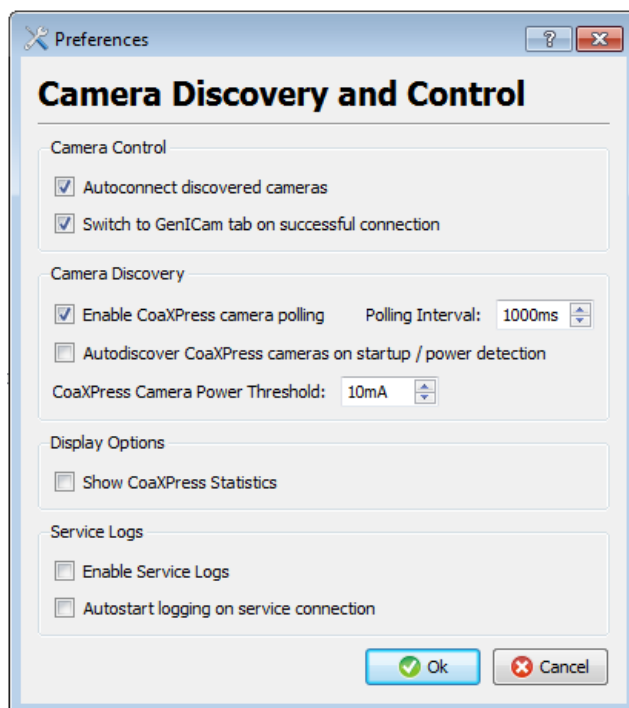 Preferences
?
Camera Discovery and Control
Camera Control
Autoconnect discovered cameras
Switch to GenICam tab on successful connection
Camera Discovery
Enable CoaXPress camera polling Polling Interval: 1000ms
Autodiscover CoaXPress cameras on startup / power detection
CoaXPress Camera Power Threshold: 10mA
Display Options
Show CoaXPress Statistics
Service Logs
Enable Service Logs
Autostart logging on service connection
Ok Cancel